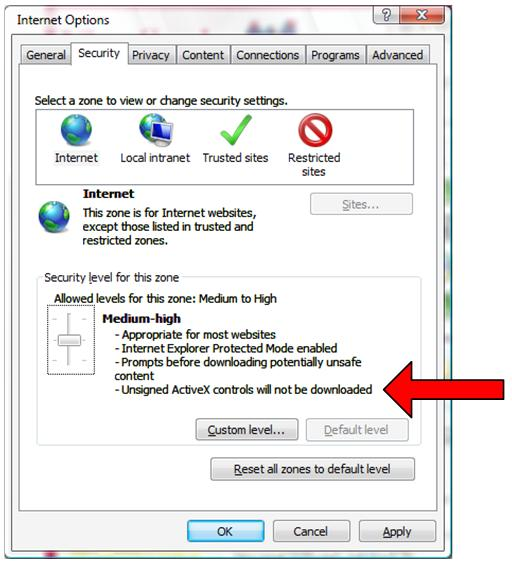 Internet Options
General Security Privacy Content Connections Programs Advanced
Select a zone to view or change security settings.
Internet Local intranet Trusted sites Restricted
sites
Internet
This zone is for Internet websites,
except those listed in trusted and
restricted zones.
Sites...
Security level for this zone
Allowed levels for this zone: Medium to High
Medium-high
- Appropriate for most websites
- Internet Explorer Protected Mode enabled
- Prompts before downloading potentially unsafe
content
- Unsigned ActiveX controls will not be downloaded
Custom level... Default level
Reset all zones to default level
OK Cancel Apply